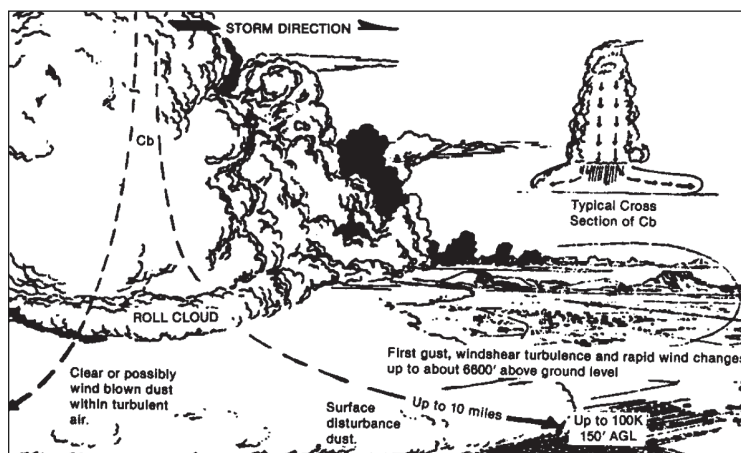 STORM DIRECTION
Cb
Cb
Typical Cross
Section of Cb
ROLL CLOUD
First gust, windshear turbulence and rapid wind changes
up to about 6600' above ground level
Clear or possibly
wind blown dust
within turbulent
air.
Up to 10 miles
Surface
disturbance
dust.
Up to 100K
150' AGL